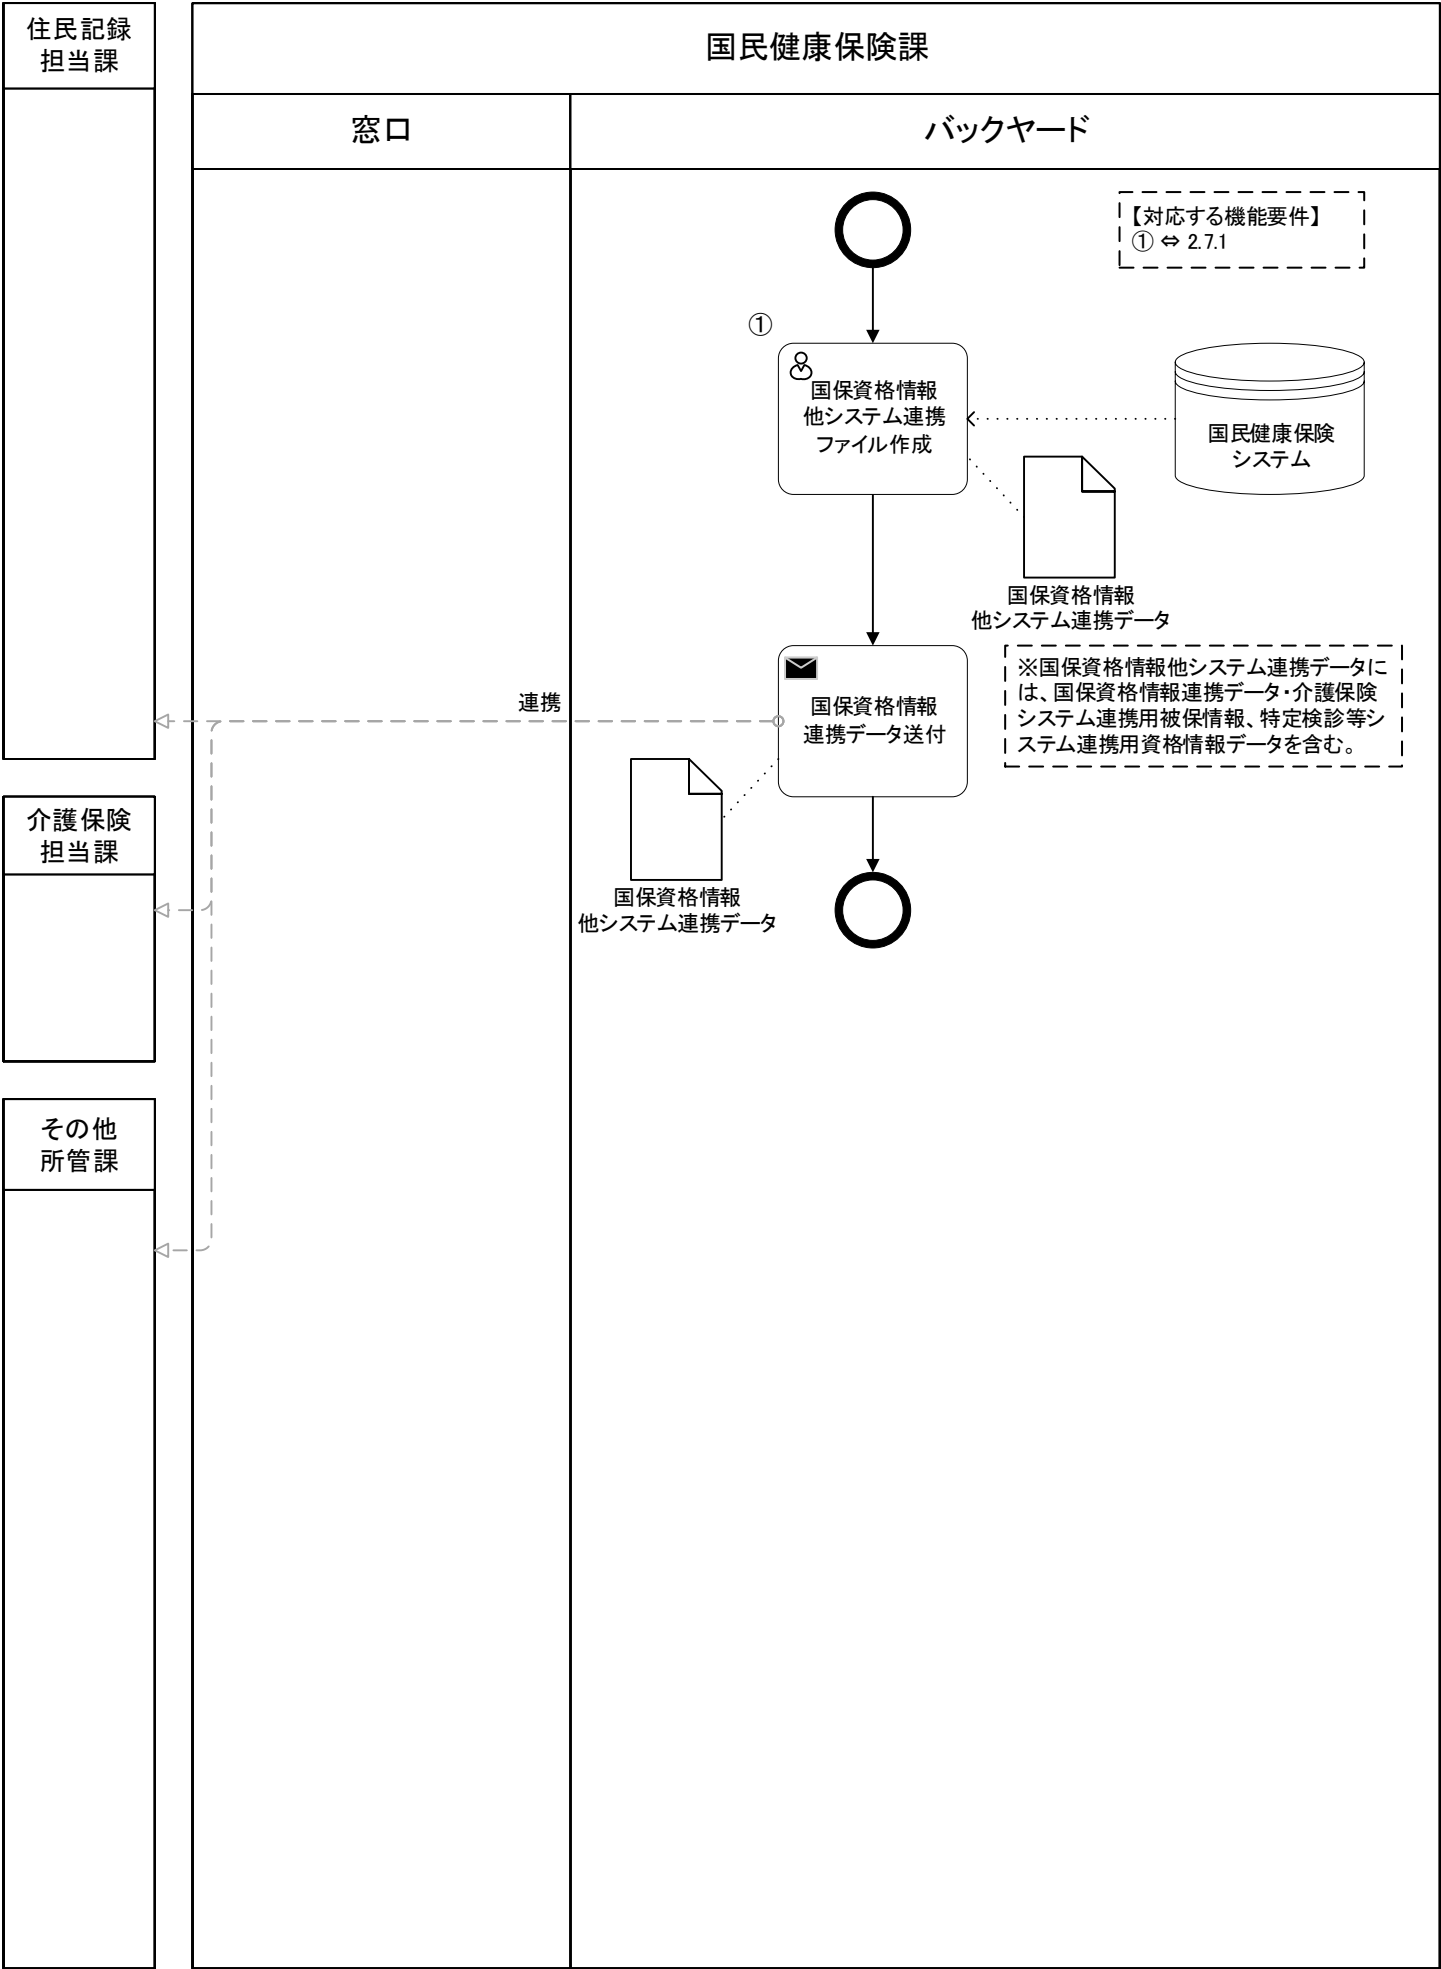 住民記録
担当課
国民健康保険課
窓口
バックヤード
【対応する機能要件】
① ⇔ 2.7.1
①
国保資格情報
他システム連携
ファイル作成
国民健康保険
システム
国保資格情報
他システム連携データ
連携
国保資格情報
連携データ送付
※国保資格情報他システム連携データに
は、国保資格情報連携データ・介護保険
システム連携用被保情報、特定検診等シ
ステム連携用資格情報データを含む。
国保資格情報
他システム連携データ
介護保険
担当課
その他
所管課